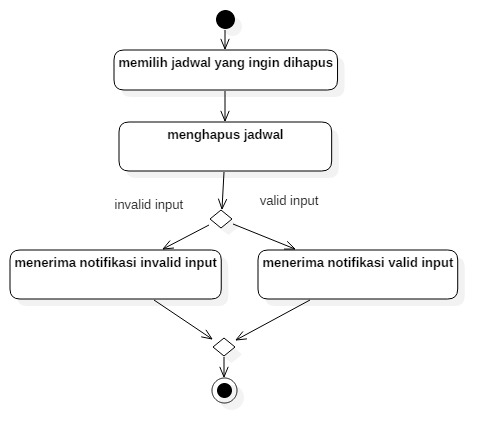 memilih jadwal yang ingin dihapus
menghapus jadwal
invalid input
valid input
menerima notifikasi invalid input
menerima notifikasi valid input